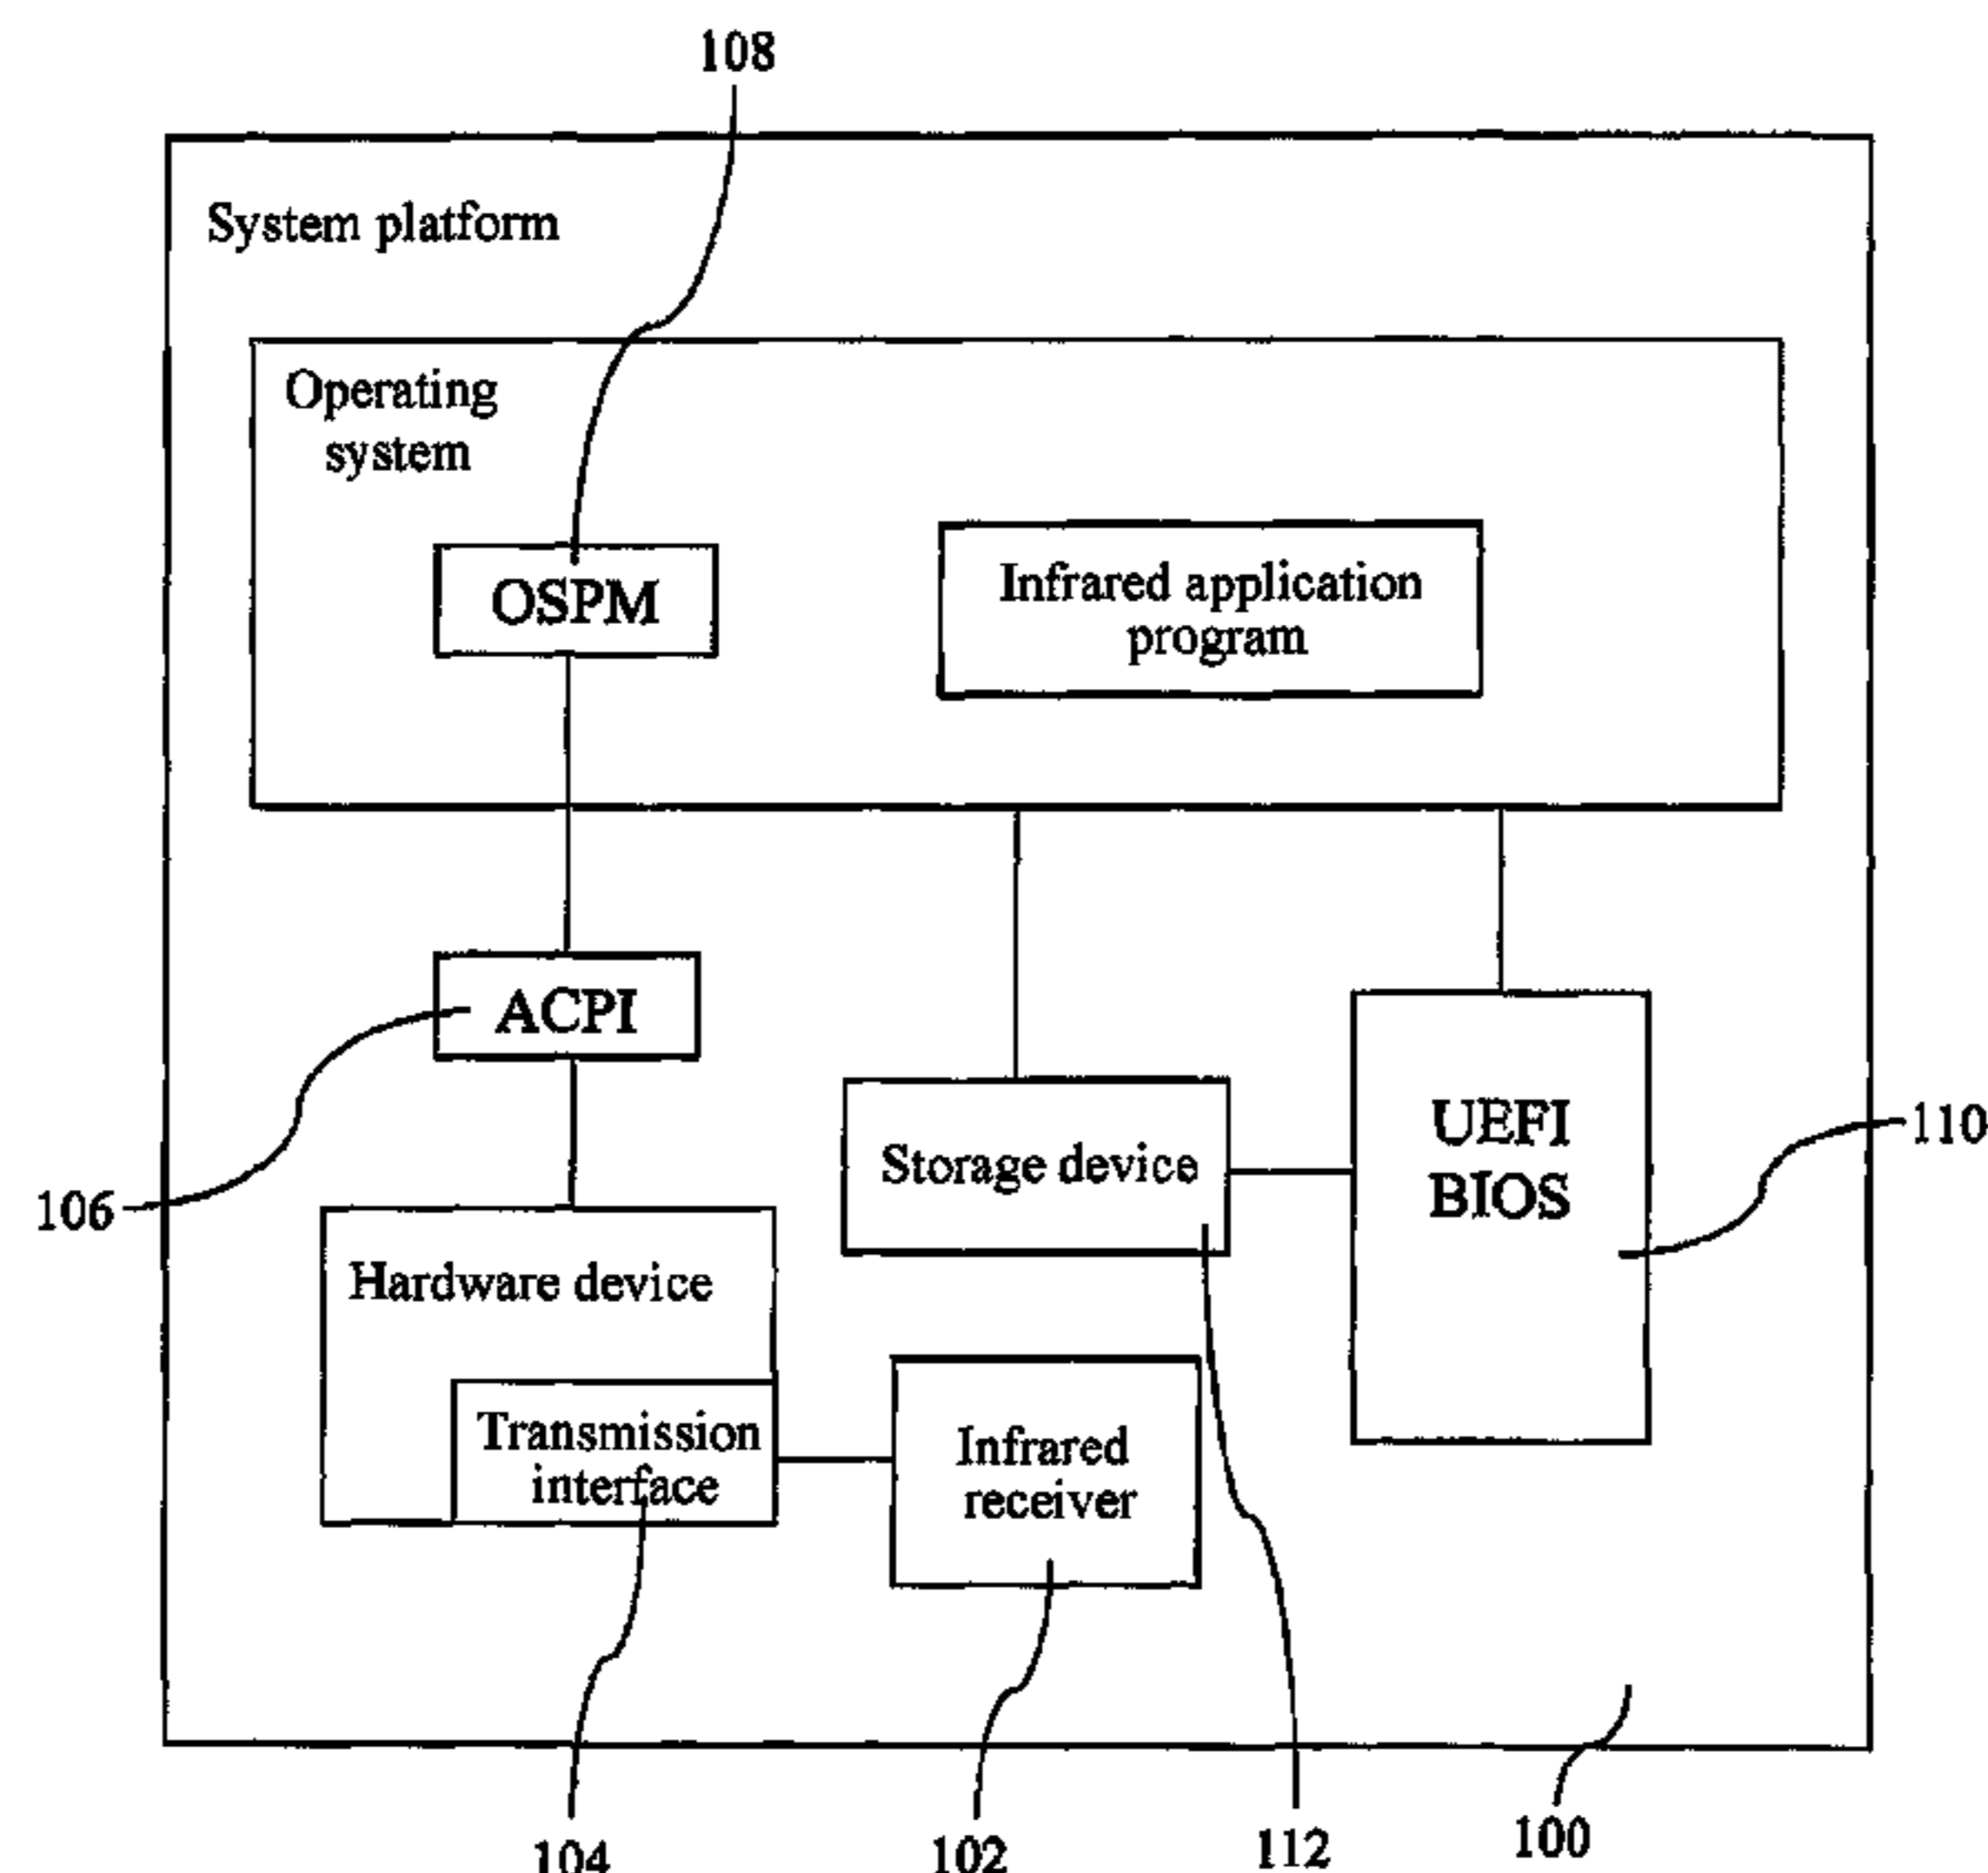 108
System platform
Operating
system
OSPM
Infrared application
program
ACPI
UEFI
BIOS
110
Storage device
106
Hardware device
Transmission
interface
Infrared
receiver
104
102
112
100